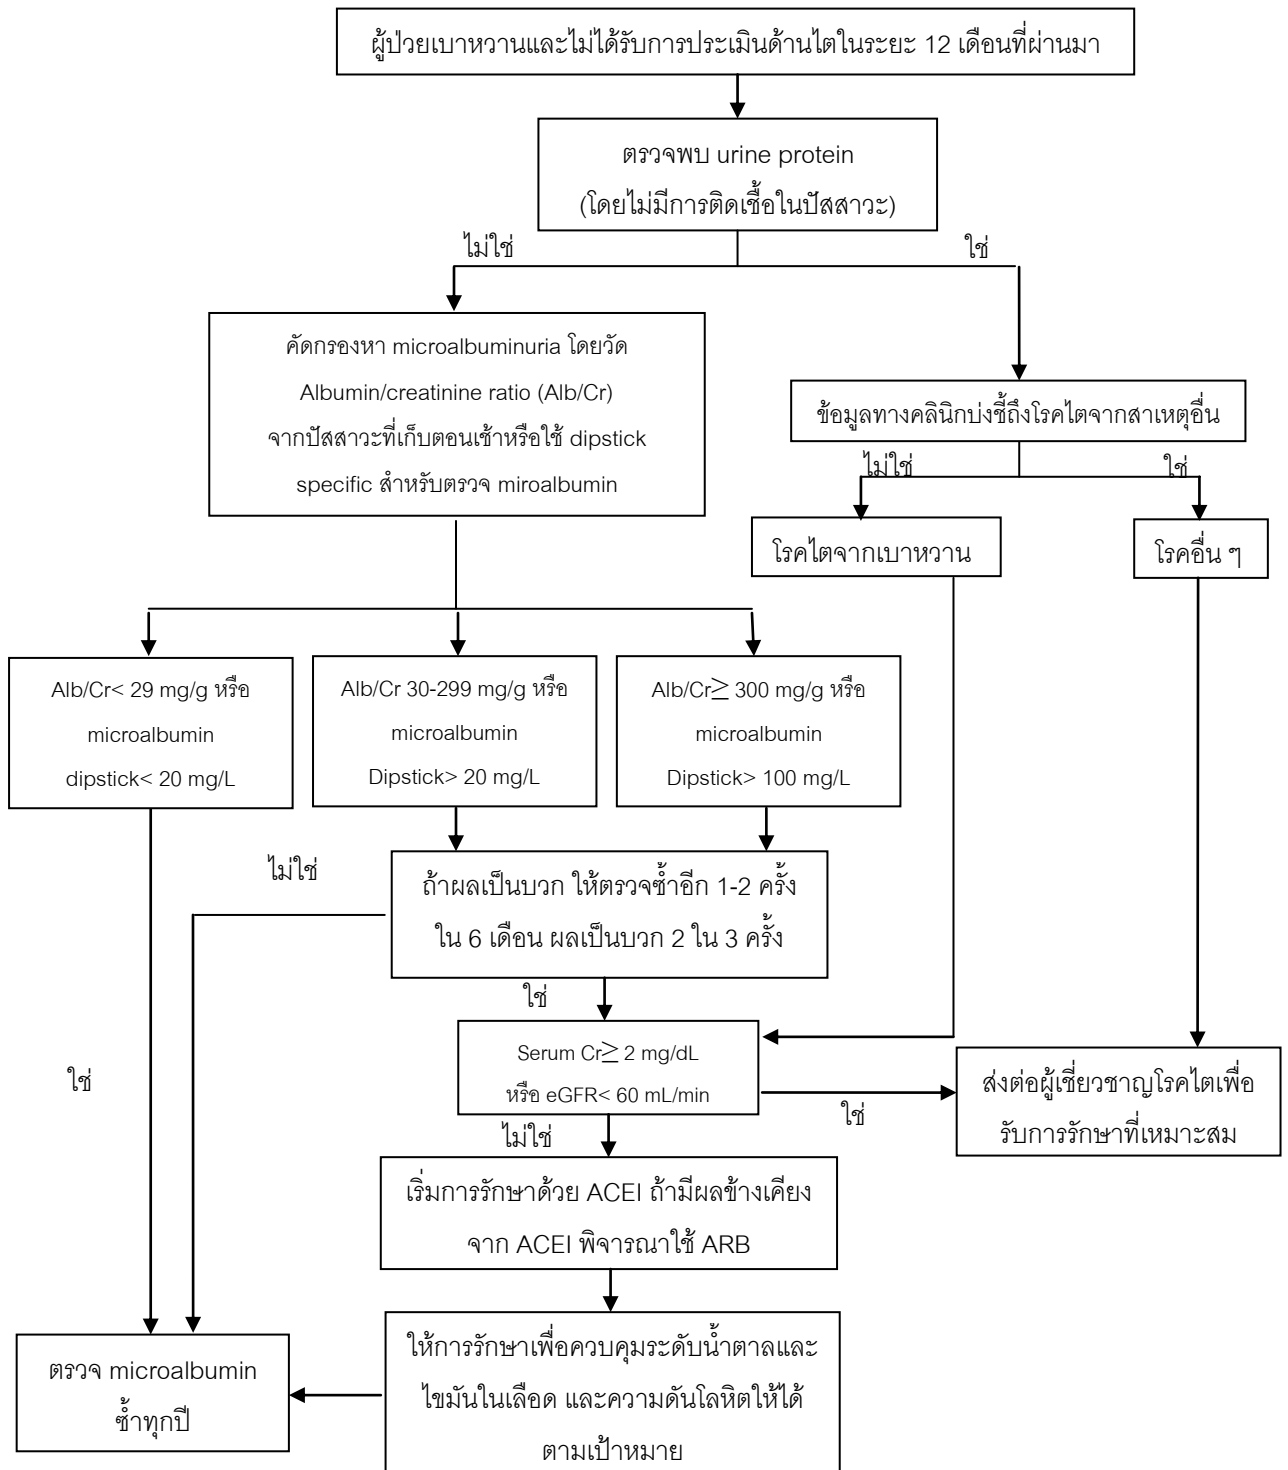 ผู้ป่วยเบาหวานและไม่ได้รับการประเมินด้านไตในระยะ 12 เดือนที่ผ่านมา
ตรวจพบ urine protein
(โดยไม่มีการติดเชื้อในปัสสาวะ)
ไม่ใช่
ใช่
คัดกรองหา microalbuminuria โดยวัด
Albumin/creatinine ratio (Alb/Cr)
จากปัสสาวะที่เก็บตอนเช้าหรือใช้ dipstick
specific สำหรับตรวจ miroalbumin
ข้อมูลทางคลินิกบ่งชี้ถึงโรคไตจากสาเหตุอื่น
ไม่ใช่
ใช่
โรคไตจากเบาหวาน
โรคอื่น ๆ
Alb/Cr< 29 mg/g หรือ
microalbumin
dipstick< 20 mg/L
Alb/Cr 30-299 mg/g หรือ
microalbumin
Dipstick> 20 mg/L
Alb/Cr≥ 300 mg/g หรือ
microalbumin
Dipstick> 100 mg/L
ไม่ใช่
ถ้าผลเป็นบวก ให้ตรวจซ้ำอีก 1-2 ครั้ง
ใน 6 เดือน ผลเป็นบวก 2 ใน 3 ครั้ง
ใช่
Serum Cr≥ 2 mg/dL
หรือ eGFR< 60 mL/min
ใช่
ใช่
ส่งต่อผู้เชี่ยวชาญโรคไตเพื่อ
รับการรักษาที่เหมาะสม
ไม่ใช่
เริ่มการรักษาด้วย ACEI ถ้ามีผลข้างเคียง
จาก ACEI พิจารณาใช้ ARB
ให้การรักษาเพื่อควบคุมระดับน้ำตาลและ
ไขมันในเลือด และความดันโลหิตให้ได้
ตามเป้าหมาย
ตรวจ microalbumin
ซ้ำทุกปี